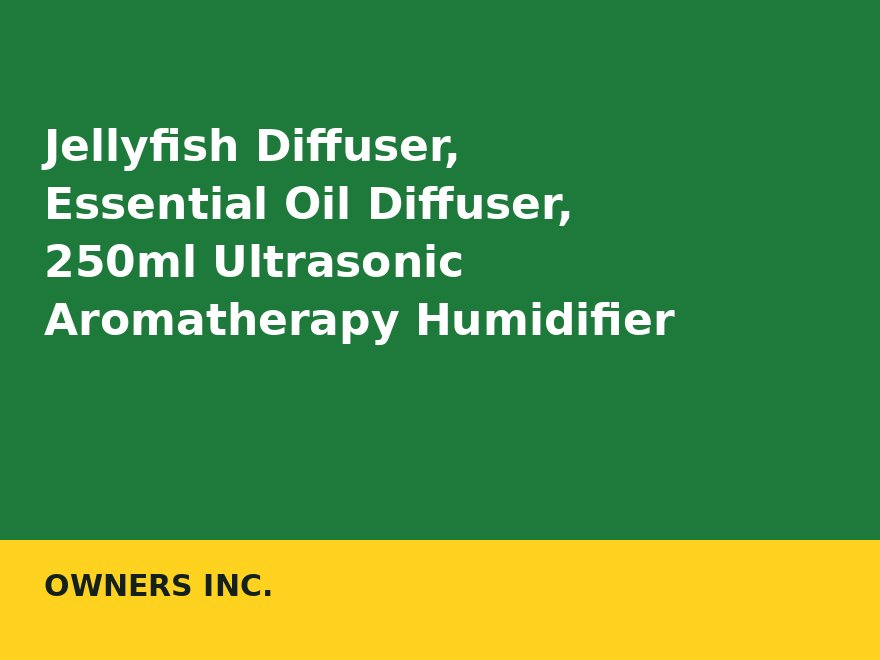 Jellyfish Diffuser,
Essential Oil Diffuser,
250ml Ultrasonic
Aromatherapy Humidifier
OWNERS INC.